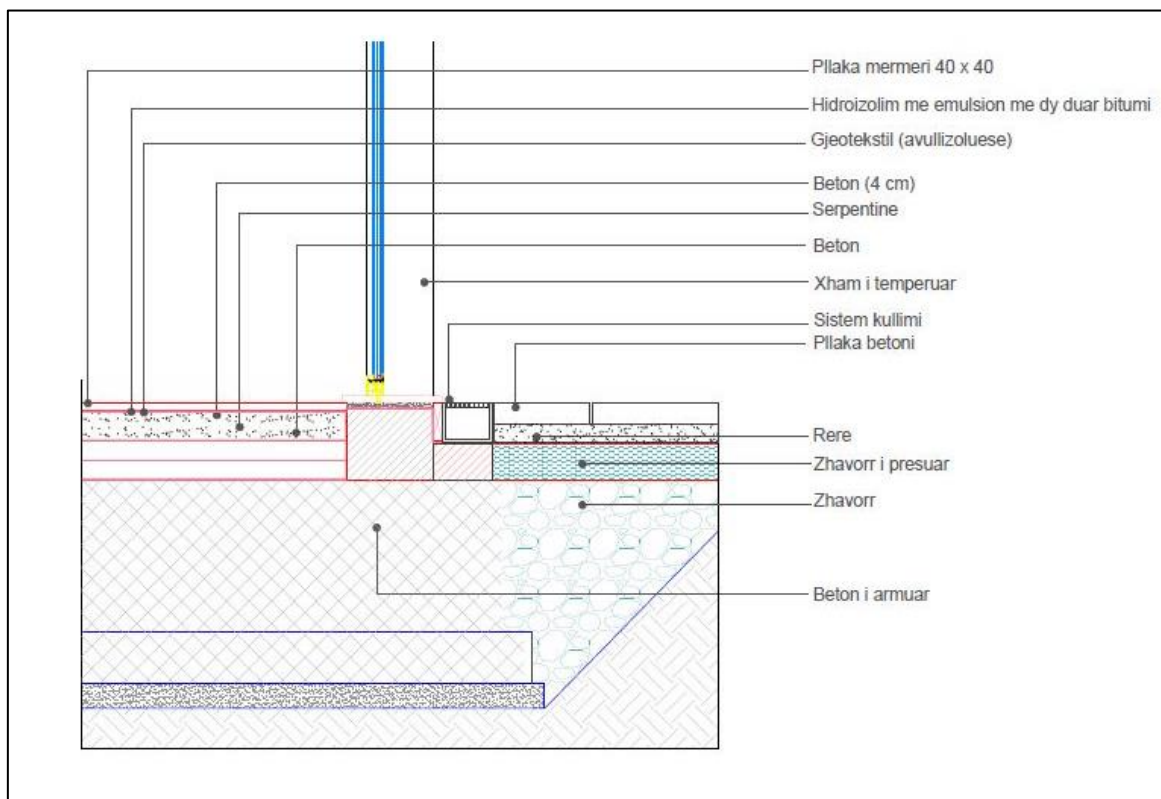 Pllaka mermeri 40 x 40
Hidroizolim me emulsion me dy duar bitumi
Gjeotekstil (avullizoluese)
Beton (4 cm)
Serpentine
Beton
Xham i temperuar
Sistem kullimi
Pllaka betoni
Rere
Zhavorr i presuar
Zhavorr
Beton i armuar